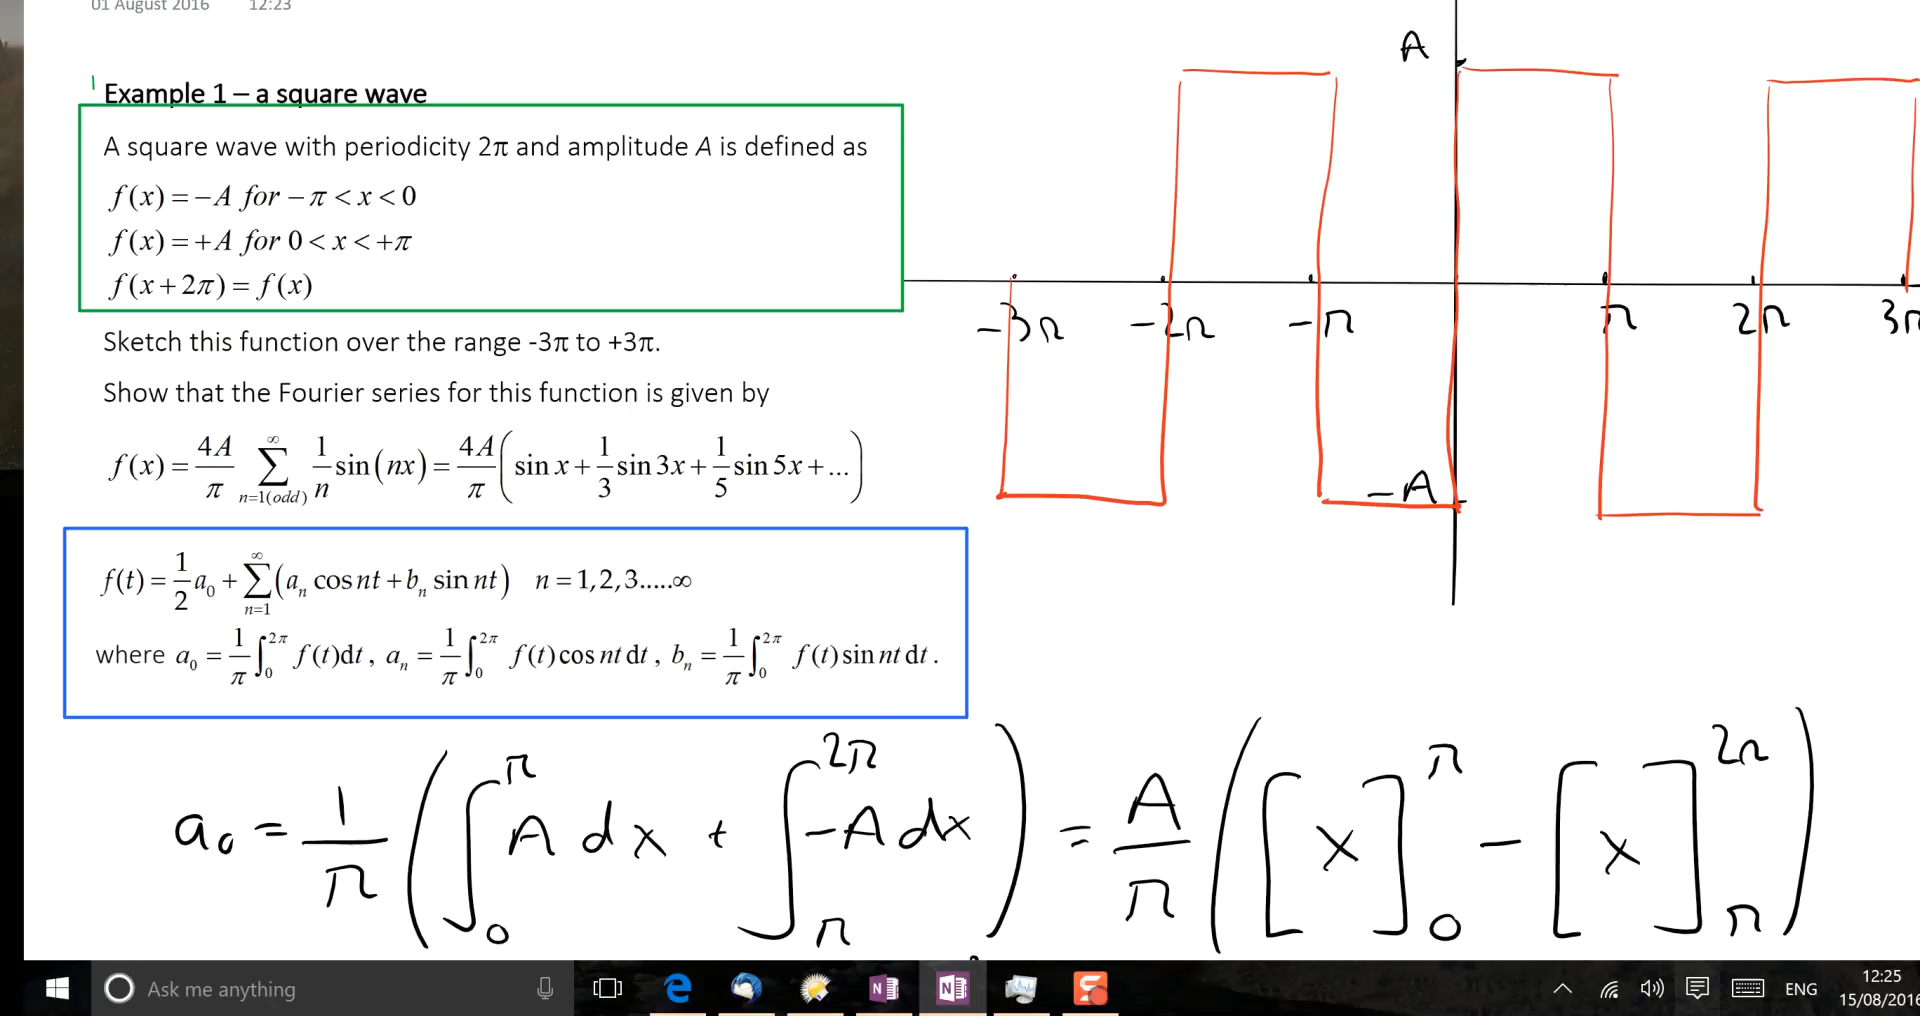 01 August 2016 12:23
Example 1 – a square wave
A square wave with periodicity 2π and amplitude A is defined as
f(x) = −A for − π < x < 0
f(x) = +A for 0 < x < +π
f(x + 2π) = f(x)
Sketch this function over the range -3π to +3π.
Show that the Fourier series for this function is given by
f(x) = 4A/π ∑_{n=1(odd)}^{∞} 1/n sin(nx) = 4A/π (sin x + 1/3 sin 3x + 1/5 sin 5x + ...)
f(t) = 1/2 a₀ + ∑_{n=1}^{∞} (aₙ cos nt + bₙ sin nt) n = 1, 2, 3.....∞
where a₀ = 1/π ∫₀^{2π} f(t)dt, aₙ = 1/π ∫₀^{2π} f(t) cos nt dt, bₙ = 1/π ∫₀^{2π} f(t) sin nt dt.
A
−3π −2π −π π 2π 3π
−A
a₀ = 1/π (∫₀^π A dx + ∫_π^{2π} −A dx) = A/π ([x]₀^π − [x]_π^{2π})
Ask me anything
N
N
S
ENG
12:25
15/08/2016